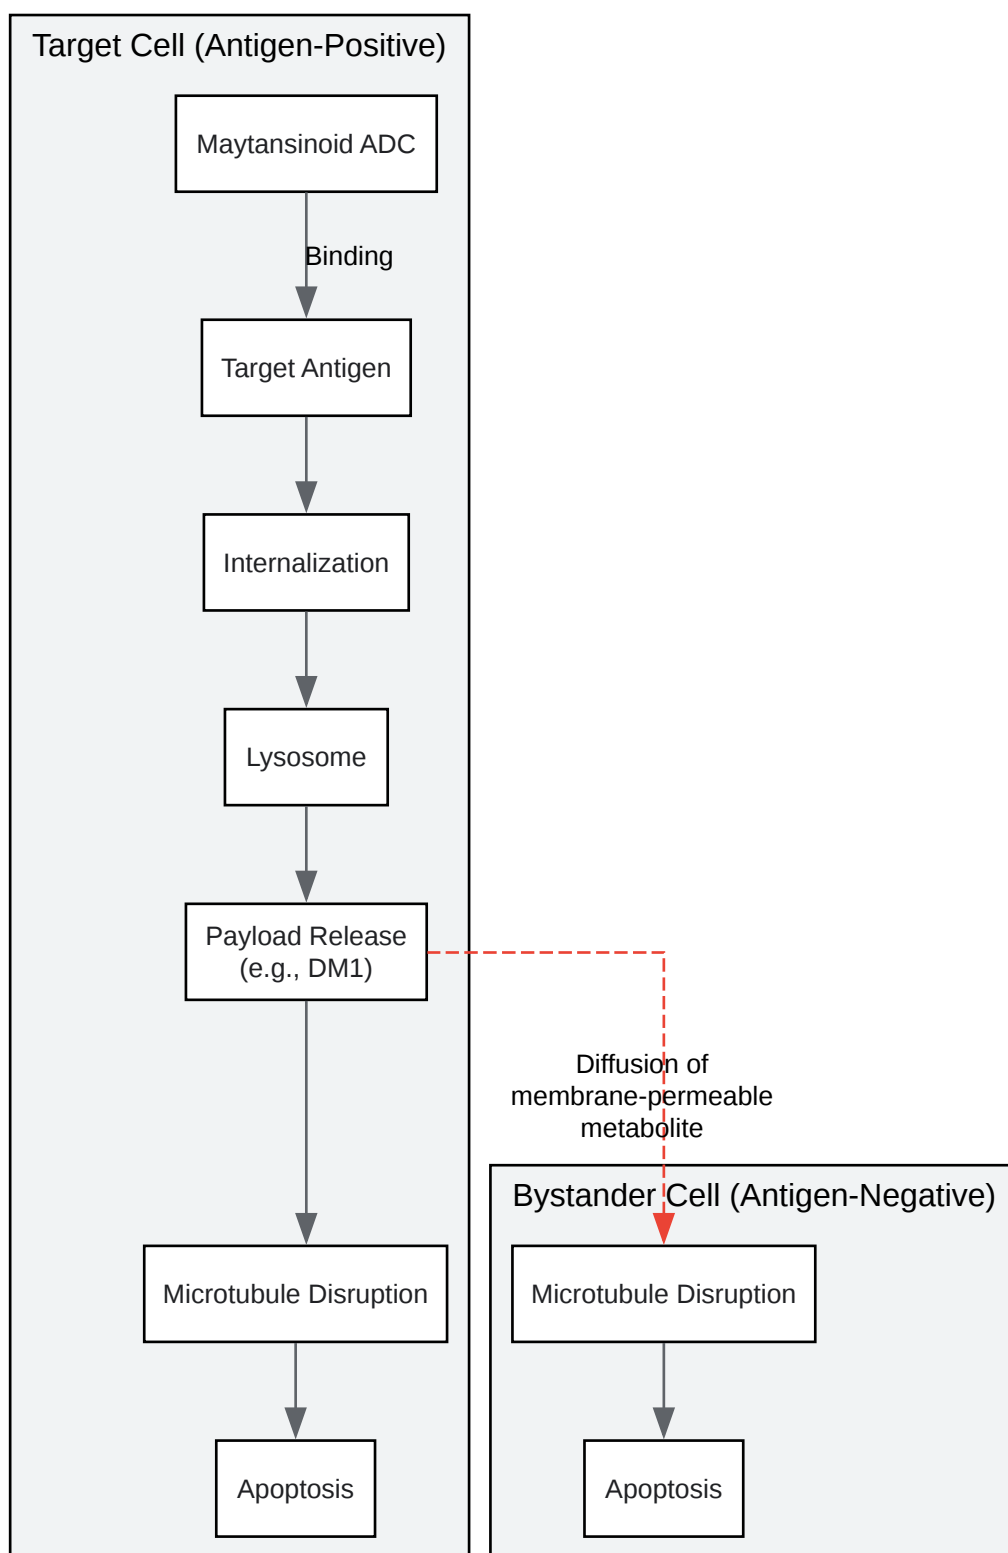 Target Cell (Antigen-Positive)
Maytansinoid ADC
Binding
Target Antigen
Internalization
Lysosome
Payload Release
(e.g., DM1)
Diffusion of
membrane-permeable
metabolite
Bystander Cell (Antigen-Negative)
Microtubule Disruption
Microtubule Disruption
Apoptosis
Apoptosis